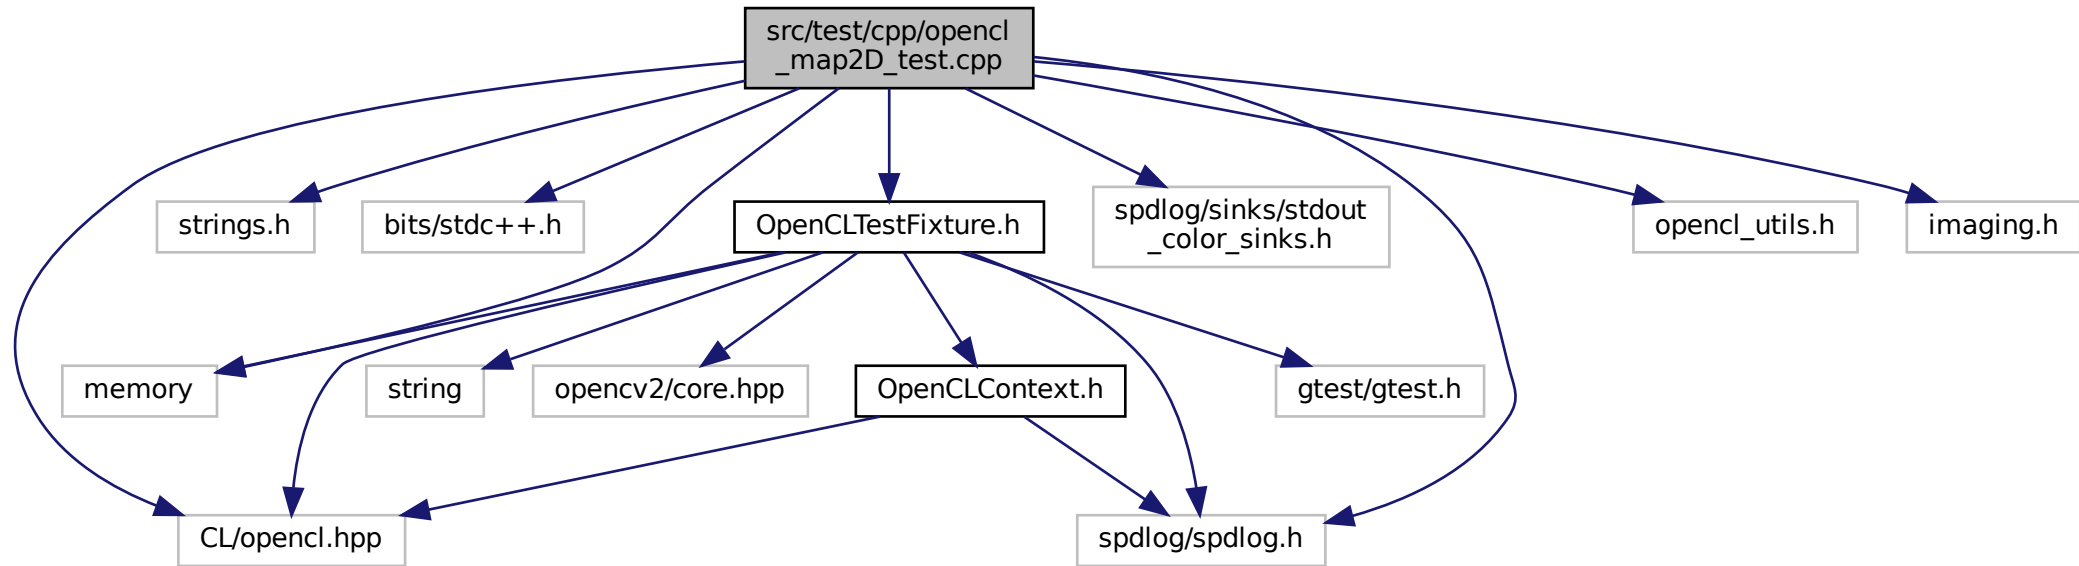 src/test/cpp/opencl
_map2D_test.cpp
strings.h
bits/stdc++.h
OpenCLTestFixture.h
spdlog/sinks/stdout
_color_sinks.h
opencl_utils.h
imaging.h
memory
string
opencv2/core.hpp
OpenCLContext.h
gtest/gtest.h
CL/opencl.hpp
spdlog/spdlog.h